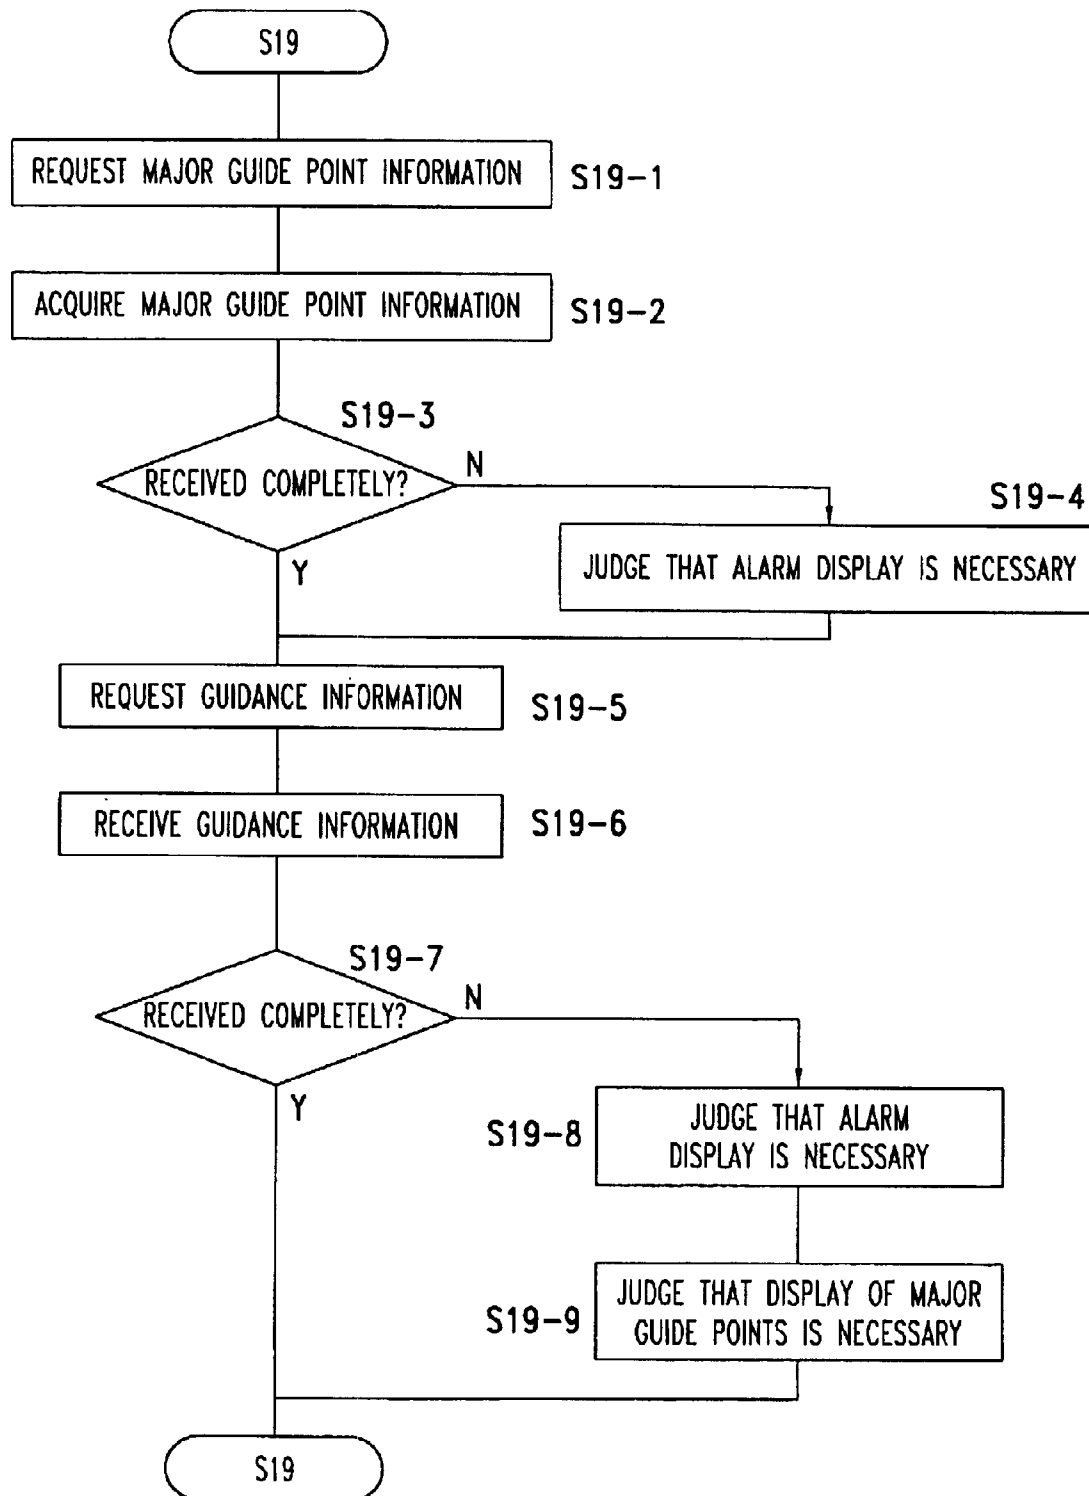 S19
REQUEST MAJOR GUIDE POINT INFORMATION
S19-1
ACQUIRE MAJOR GUIDE POINT INFORMATION
S19-2
S19-3
RECEIVED COMPLETELY?
N
Y
S19-4
JUDGE THAT ALARM DISPLAY IS NECESSARY
REQUEST GUIDANCE INFORMATION
S19-5
RECEIVE GUIDANCE INFORMATION
S19-6
S19-7
RECEIVED COMPLETELY?
N
Y
S19-8
JUDGE THAT ALARM
DISPLAY IS NECESSARY
S19-9
JUDGE THAT DISPLAY OF MAJOR
GUIDE POINTS IS NECESSARY
S19